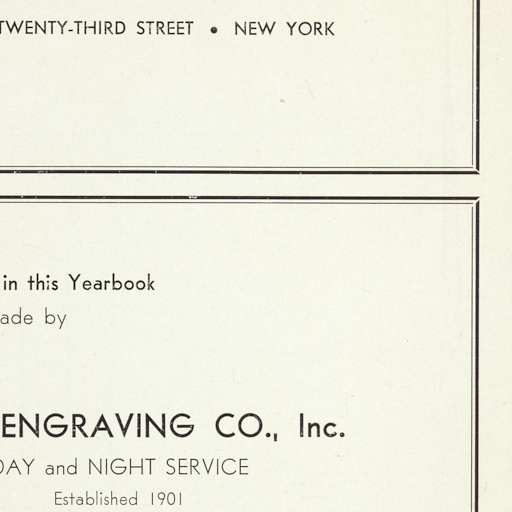 TWENTY-THIRD STREET • NEW YORK
in this Yearbook
ade by
ENGRAVING CO., Inc.
DAY and NIGHT SERVICE
Established 1901